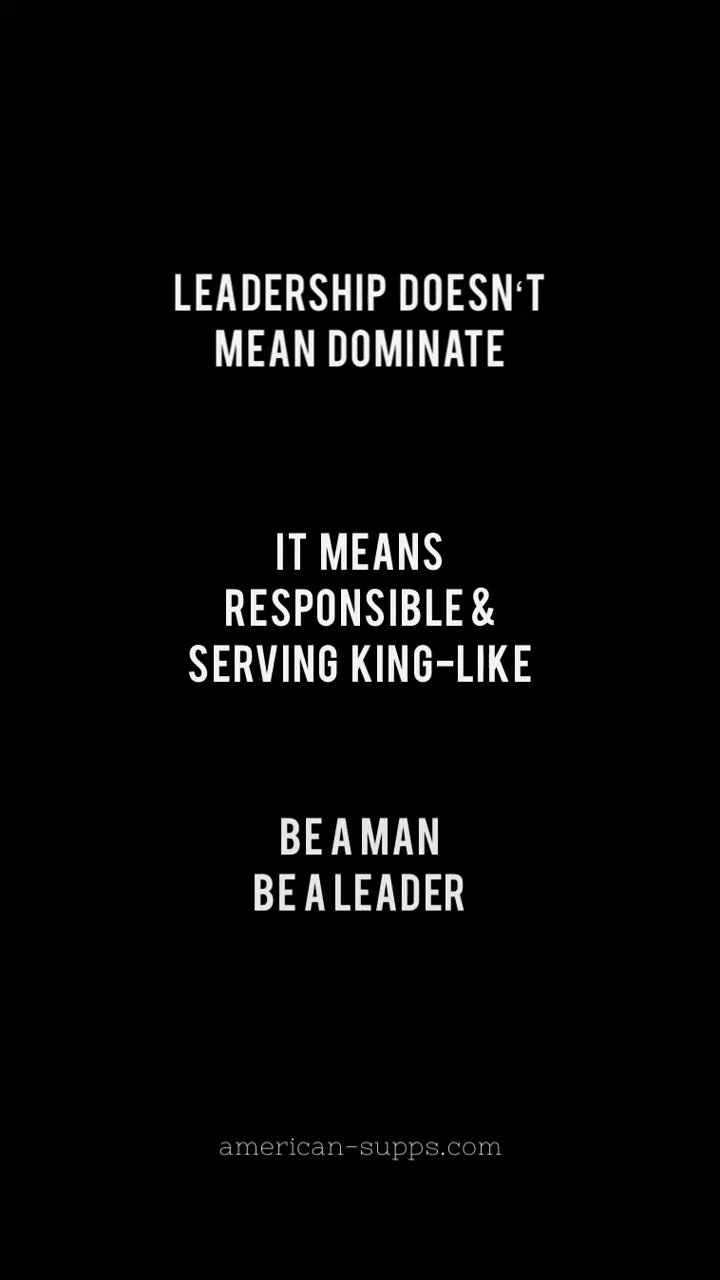 LEADERSHIP DOESN‘T
MEAN DOMINATE
IT MEANS
RESPONSIBLE &
SERVING KING-LIKE
BE A MAN
BE A LEADER
american-supps.com